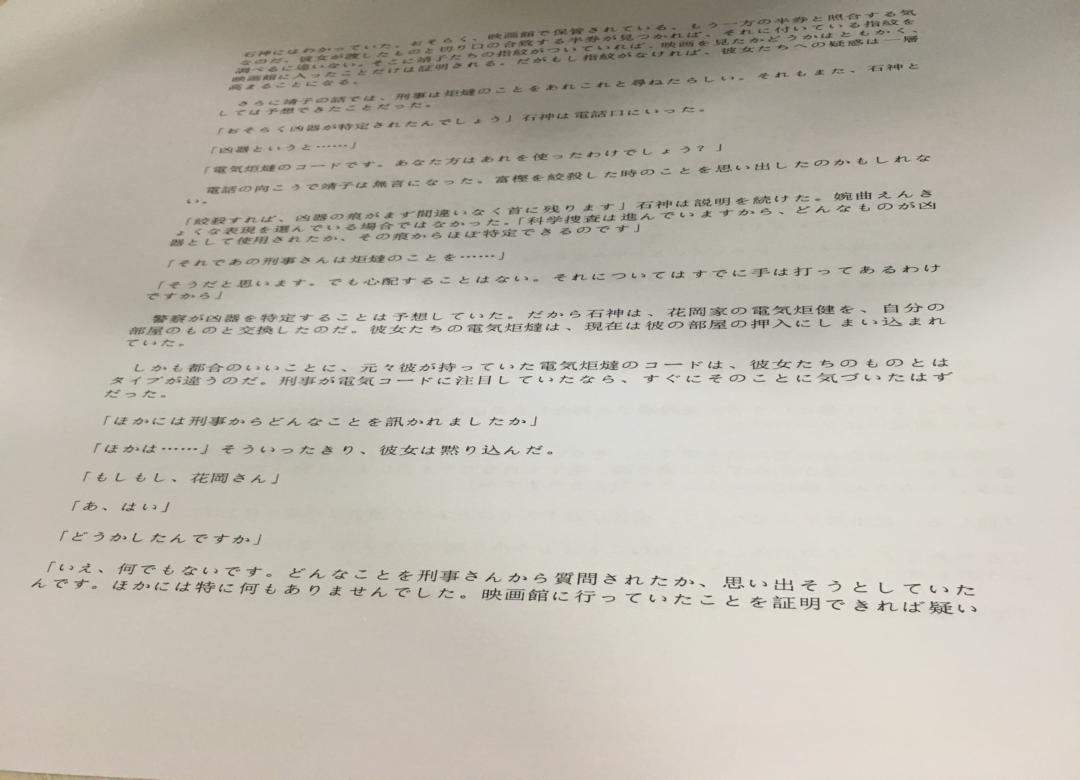 石神にはわかっていた。おそらく、映画館で保管されている、もう一方の半券と照合する気
なのだ。彼女が渡したものと切り口の合致する半券が見つかれば、それに付いている指紋を
調べるに違いない。そこに靖子たちの指紋がついていれば、映画を見たかどうかはともかく、
映画館に入ったことだけは証明される。だがもし指紋がなければ、彼女たちへの疑惑は一層
高まることになる。
さらに靖子の話では、刑事は炬燵のことをあれこれと尋ねたらしい。それもまた、石神と
しては予想できたことだった。
「おそらく凶器が特定されたんでしょう」石神は電話口にいった。
「凶器というと……」
「電気炬燵のコードです。あなた方はあれを使ったわけでしょう？」
電話の向こうで靖子は無言になった。富樫を絞殺した時のことを思い出したのかもしれな
い。
「絞殺すれば、凶器の痕がまず間違いなく首に残ります」石神は説明を続けた。婉曲えんき
ょくな表現を選んでいる場合ではなかった。「科学捜査は進んでいますから、どんなものが凶
器として使用されたか、その痕からほぼ特定できるのです」
「それであの刑事さんは炬燵のことを……」
「そうだと思います。でも心配することはない。それについてはすでに手は打ってあるわけ
ですから」
警察が凶器を特定することは予想していた。だから石神は、花岡家の電気炬健を、自分の
部屋のものと交換したのだ。彼女たちの電気炬燵は、現在は彼の部屋の押入にしまい込まれ
ていた。
しかも都合のいいことに、元々彼が持っていた電気炬燵のコードは、彼女たちのものとは
タイプが違うのだ。刑事が電気コードに注目していたなら、すぐにそのことに気づいたはず
だった。
「ほかには刑事からどんなことを訊かれましたか」
「ほかは……」そういったきり、彼女は黙り込んだ。
「もしもし、花岡さん」
「あ、はい」
「どうかしたんですか」
「いえ、何でもないです。どんなことを刑事さんから質問されたか、思い出そうとしていた
んです。ほかには特に何もありませんでした。映画館に行っていたことを証明できれば疑い